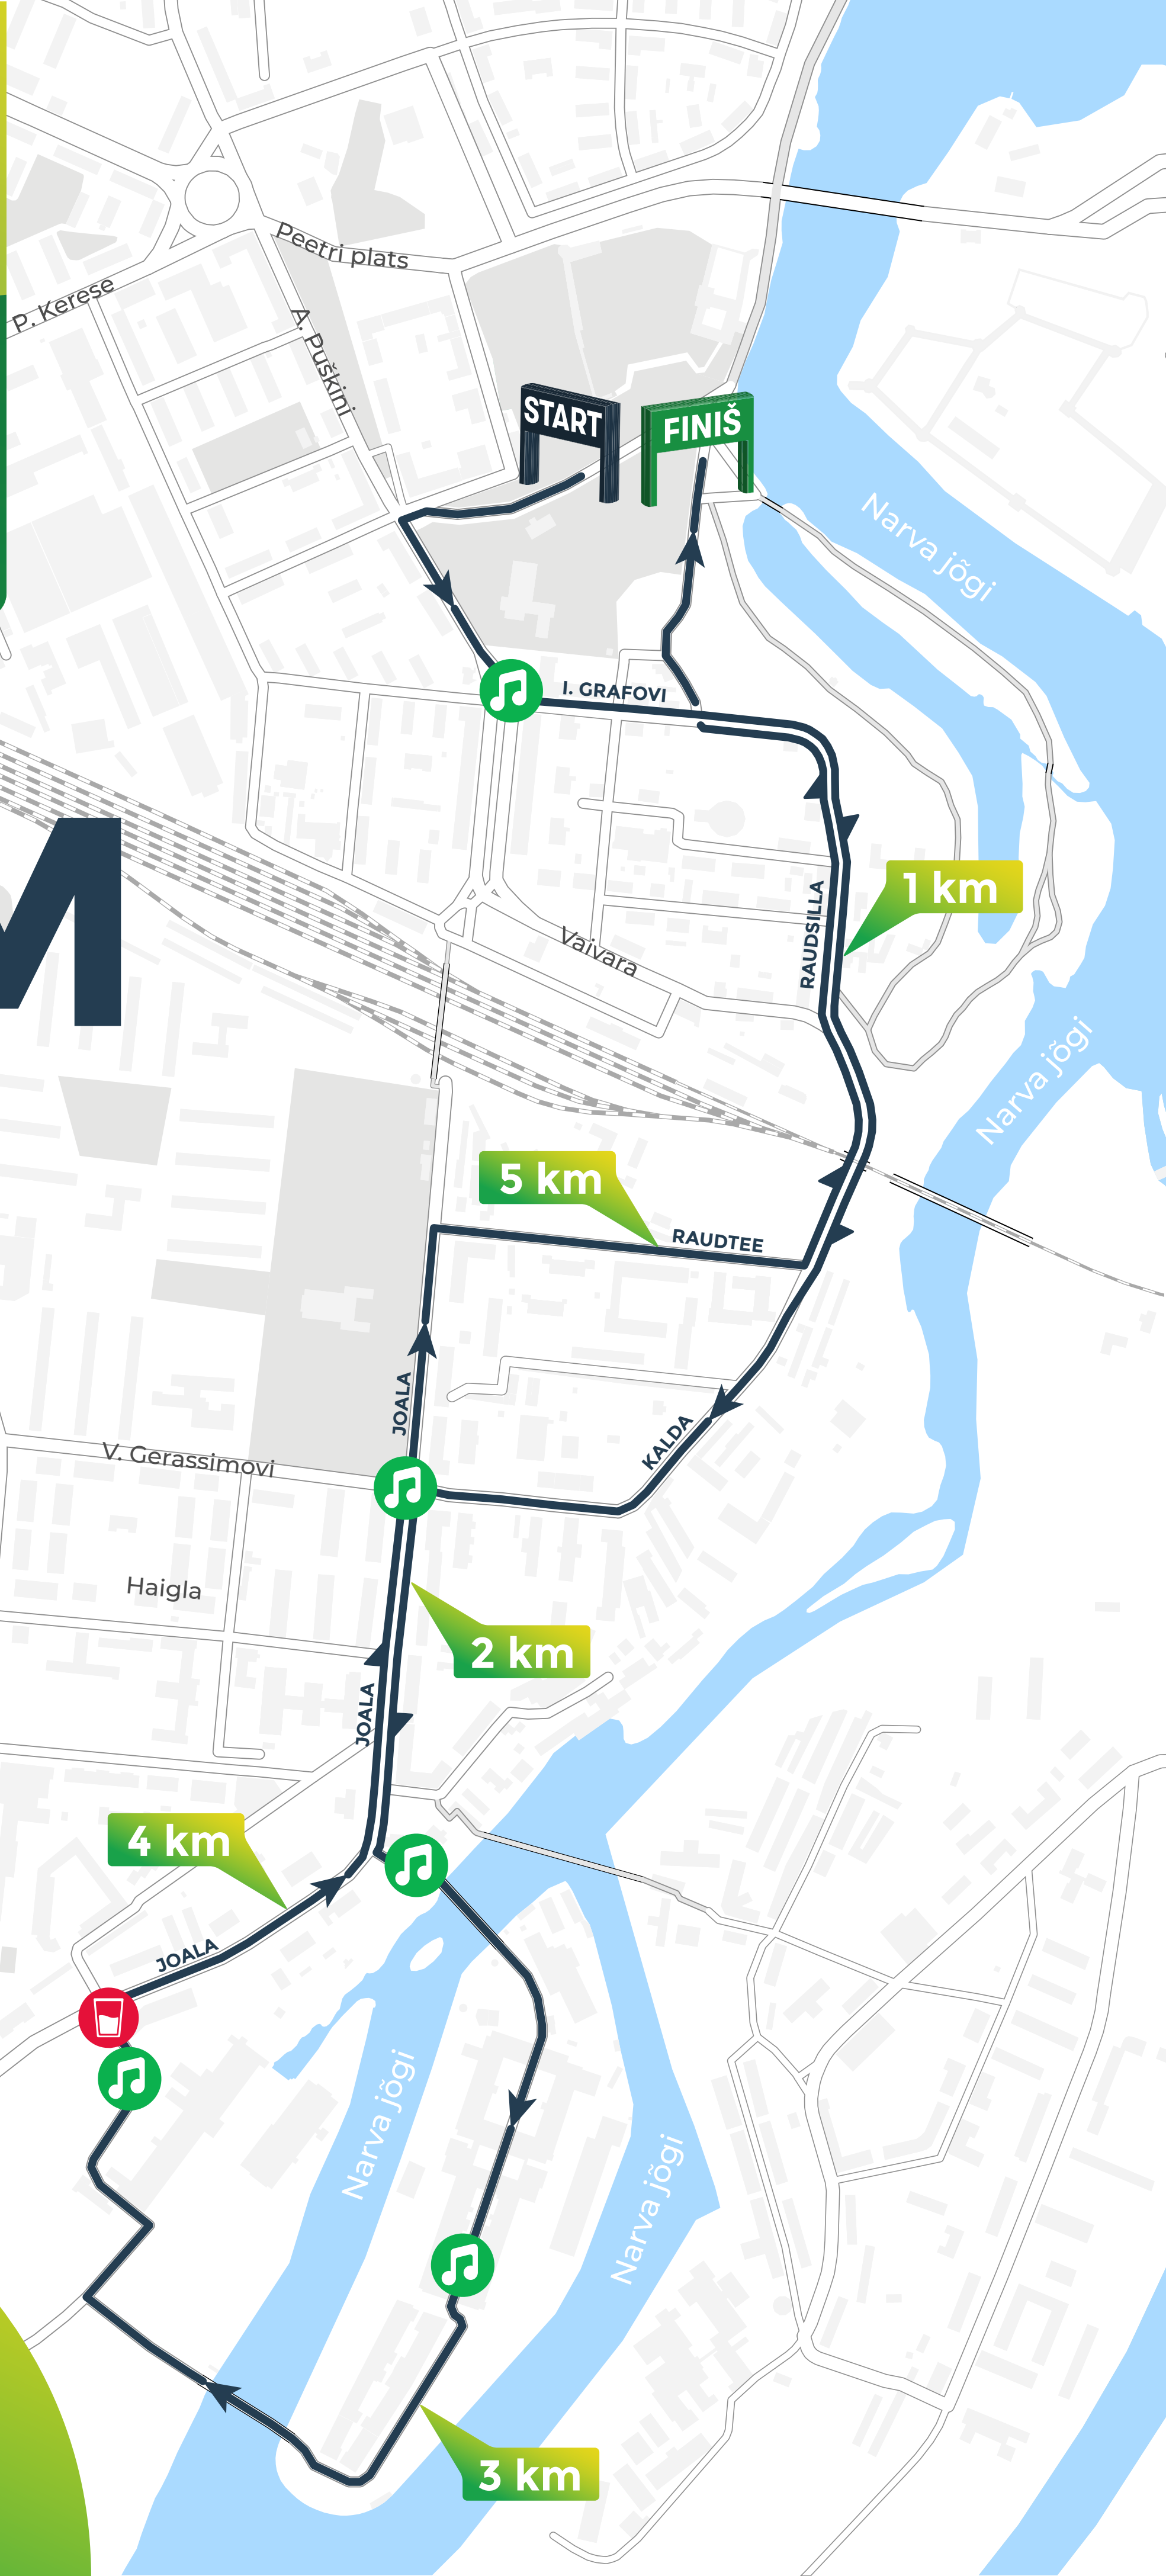 Peetri plats
P. Kerese
A. Puškini
START
FINIŠ
Narva jõgi
I. GRAFOVI
M
1 km
RAUDSILLA
Vaivara
Narva jõgi
5 km
RAUDTEE
JOALA
KALDA
V. Gerassimovi
Haigla
2 km
JOALA
4 km
JOALA
Narva jõgi
Narva jõgi
3 km